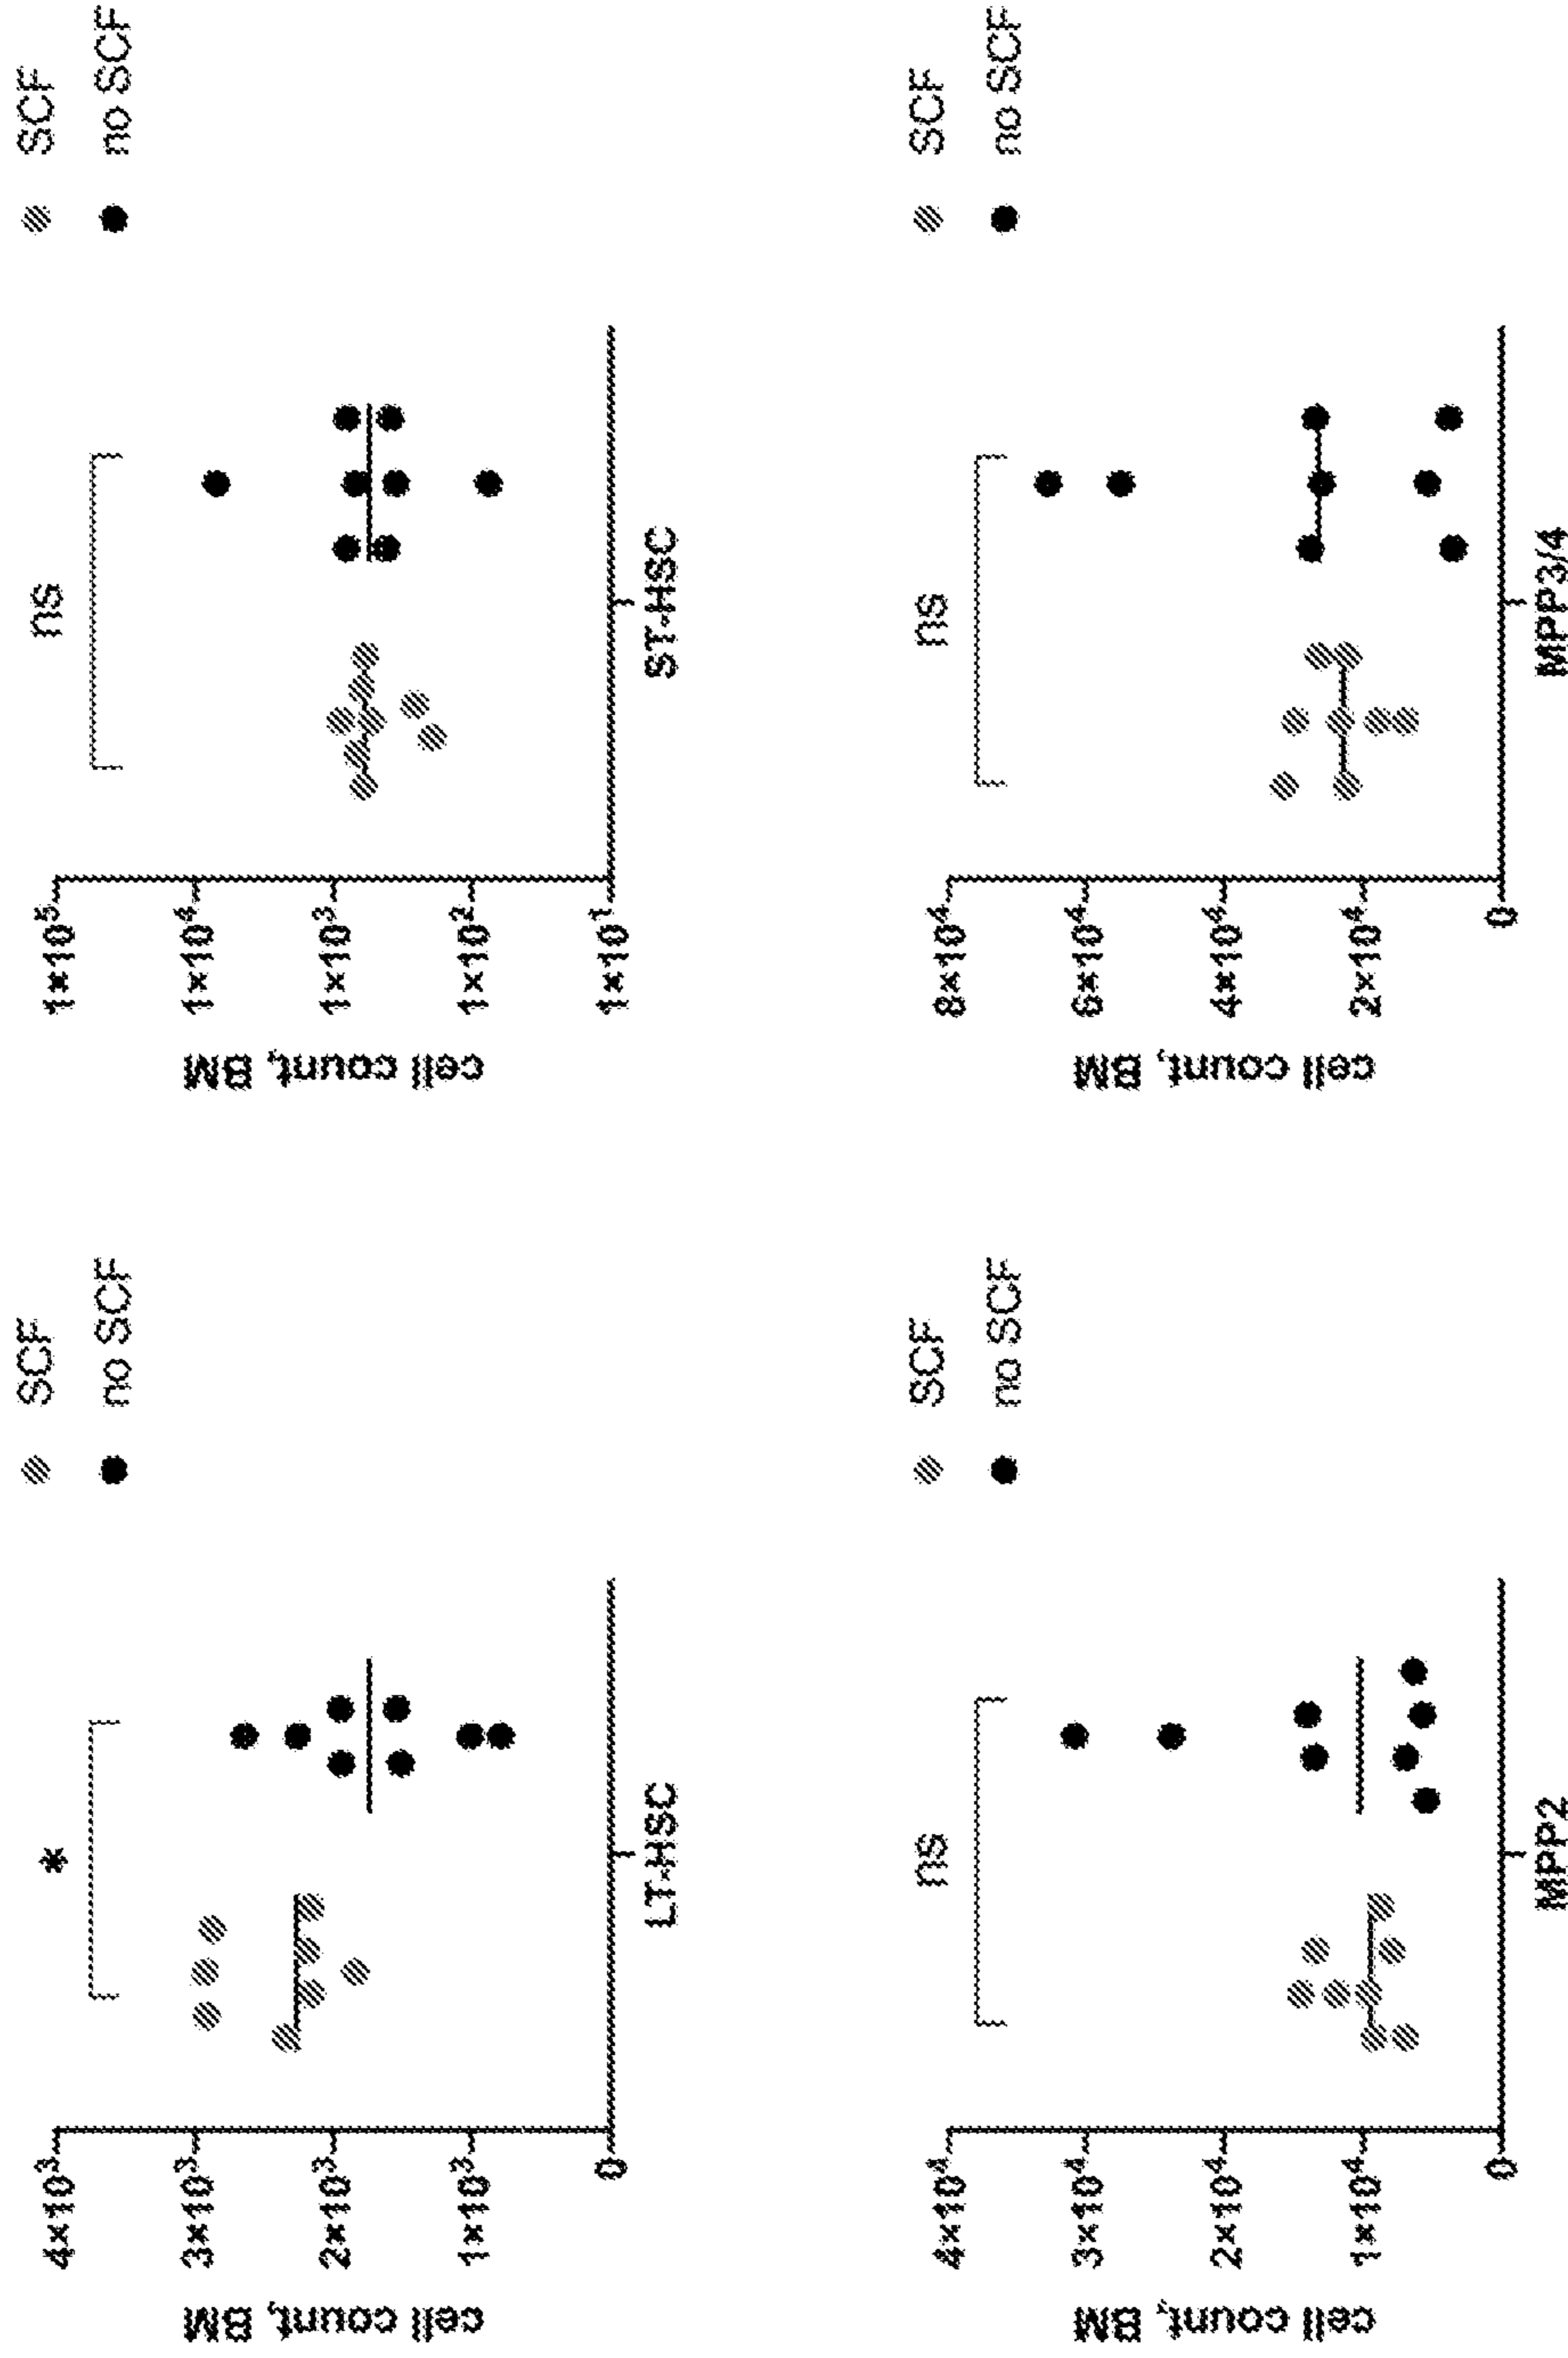 cell count, BM
4×10³
3×10³
2×10³
1×10³
0
*
LT-HSC
SCF
no SCF
cell count, BM
1×10⁵
1×10⁴
1×10³
1×10²
1×10¹
ns
ST-HSC
SCF
no SCF
cell count, BM
4×10⁴
3×10⁴
2×10⁴
1×10⁴
0
ns
MPP2
SCF
no SCF
cell count, BM
8×10⁴
6×10⁴
4×10⁴
2×10⁴
0
ns
MPP3/4
SCF
no SCF